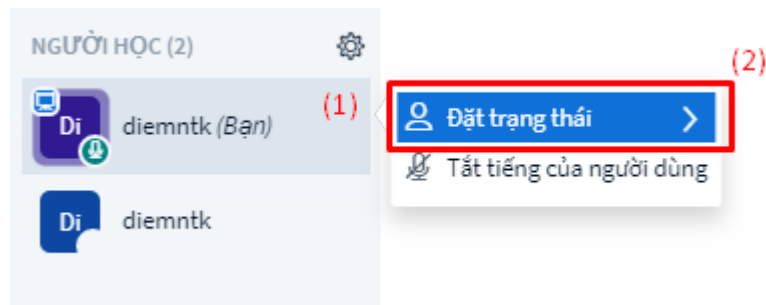 NGƯỜI HỌC (2)
(2)
Di diemntk (Bạn) (1) Đặt trạng thái
Tắt tiếng của người dùng
Di diemntk